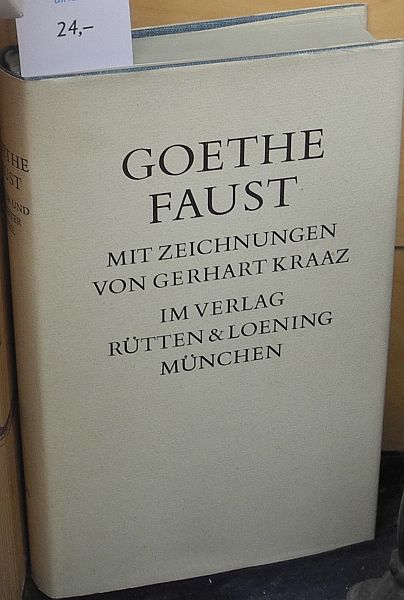 24,–
GOETHE
FAUST
MIT ZEICHNUNGEN
VON GERHART KRAAZ
IM VERLAG
RÜTTEN & LOENING
MÜNCHEN